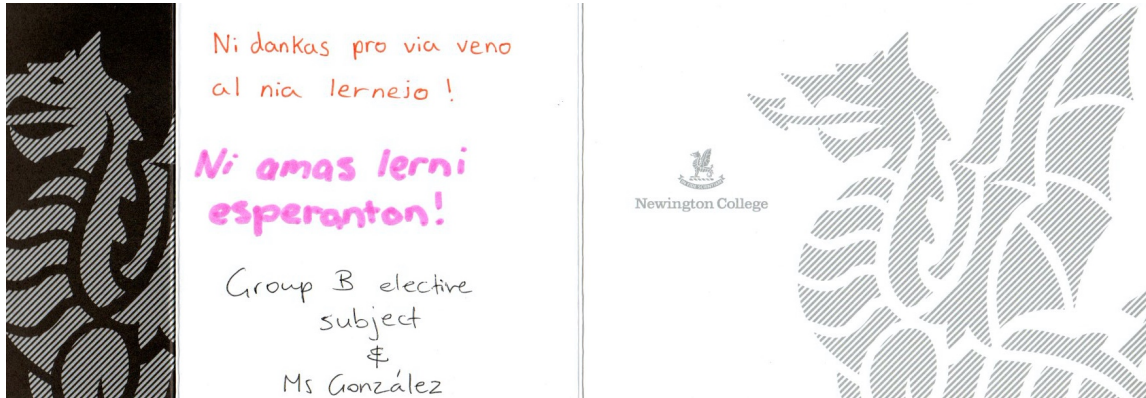 Ni dankas pro via veno
al nia lernejo!
Ni amas lerni
esperanton!
Group B elective
subject
&
Ms González
Newington College